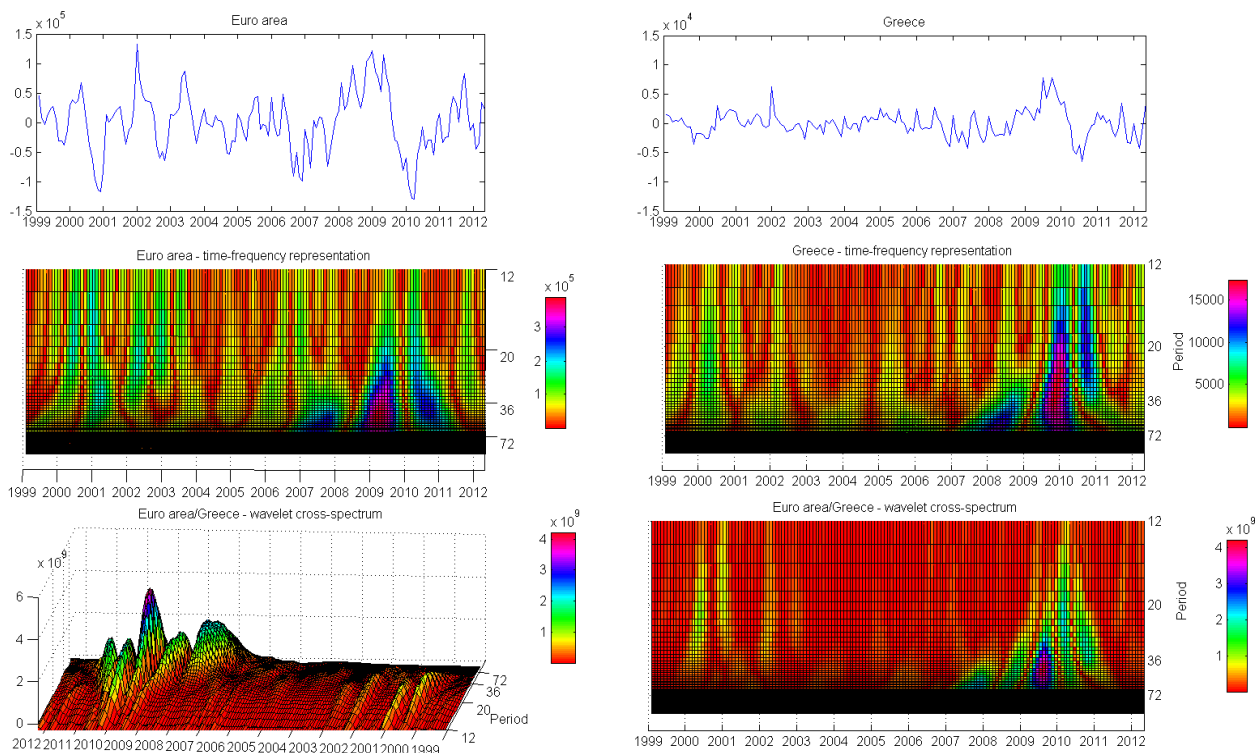 Euro area
x 10^5
1.5
1
0.5
0
-0.5
-1
-1.5
1999 2000 2001 2002 2003 2004 2005 2006 2007 2008 2009 2010 2011 2012
Greece
x 10^4
1.5
1
0.5
0
-0.5
1
-1.5
1999 2000 2001 2002 2003 2004 2005 2006 2007 2008 2009 2010 2011 2012
Euro area - time-frequency representation
12
20
36
72
x 10^5
3
2
1
1999 2000 2001 2002 2003 2004 2005 2006 2007 2008 2009 2010 2011 2012
Greece - time-frequency representation
12
20
36
72
Period
15000
10000
5000
1999 2000 2001 2002 2003 2004 2005 2006 2007 2008 2009 2010 2011 2012
Euro area/Greece - wavelet cross-spectrum
x 10^9
6
4
2
0
2012 2011 2010 2009 2008 2007 2006 2005 2004 2003 2002 2001 2000 1999
72
36
20
12
Period
x 10^9
4
3
2
1
Euro area/Greece - wavelet cross-spectrum
12
20
36
72
Period
x 10^9
4
3
2
1
1999 2000 2001 2002 2003 2004 2005 2006 2007 2008 2009 2010 2011 2012